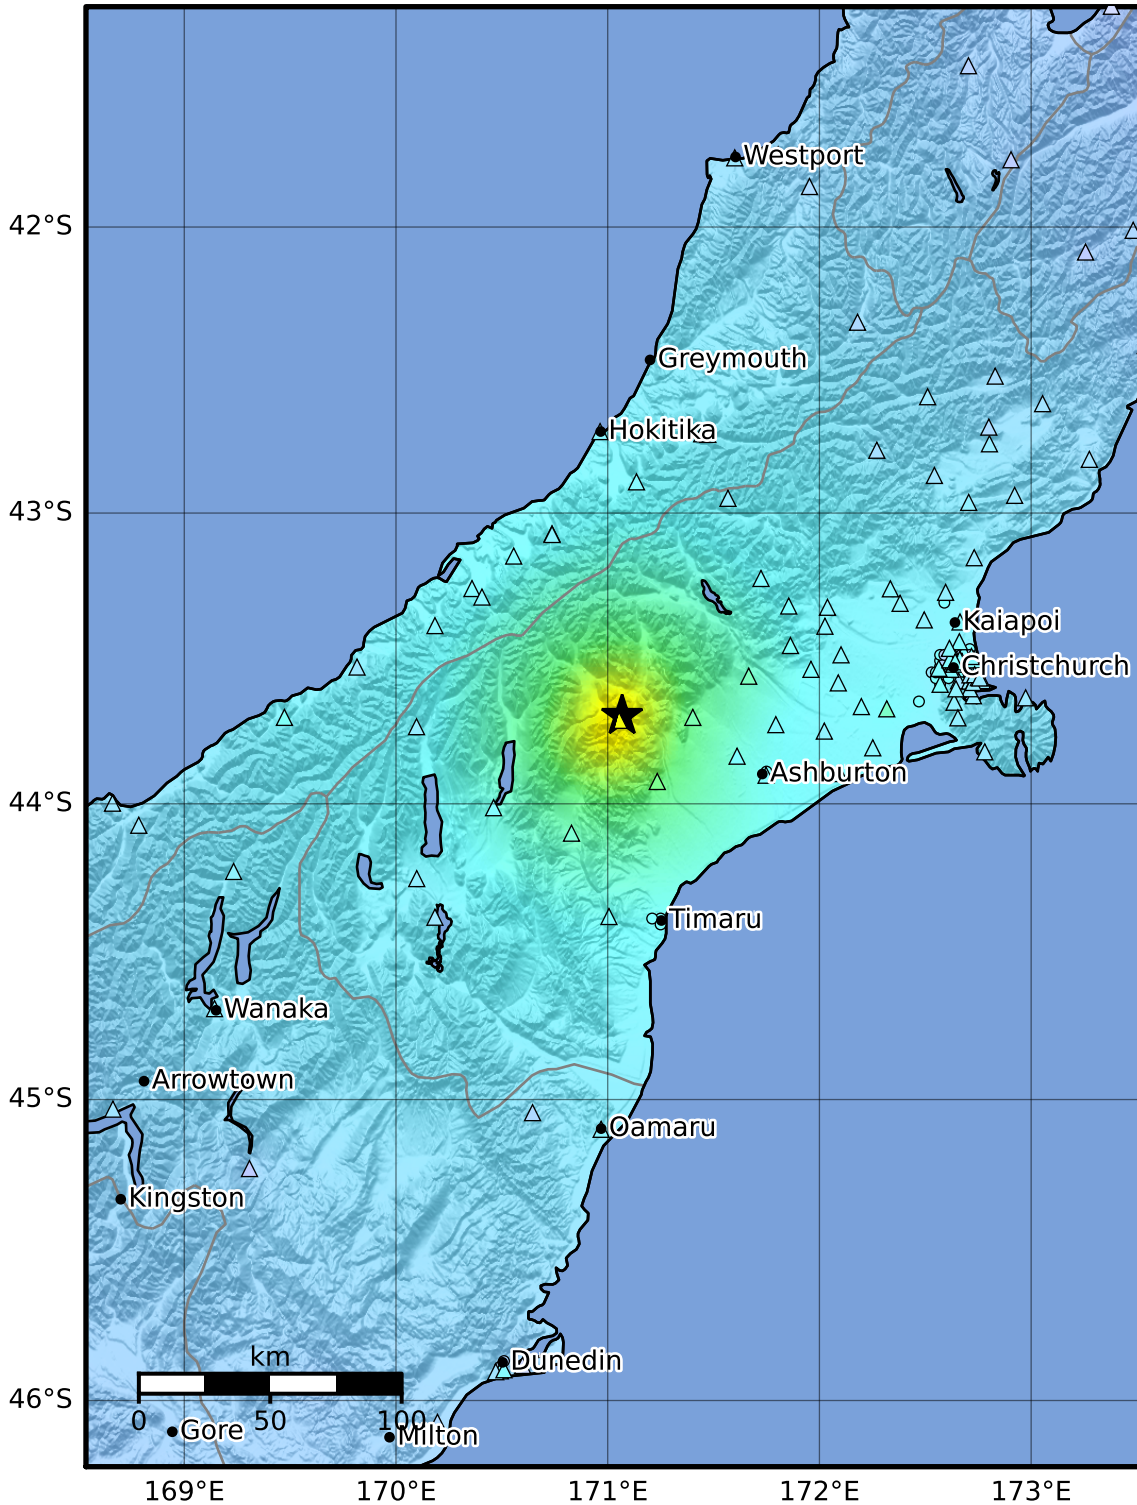 Westport
42°S
Greymouth
Hokitika
43°S
Kaiapoi
Christchurch
Ashburton
44°S
Timaru
Wanaka
Arrowtown
45°S
Oamaru
Kingston
km
Dunedin
46°S
0 50 100
Gore
Milton
169°E 170°E 171°E 172°E 173°E